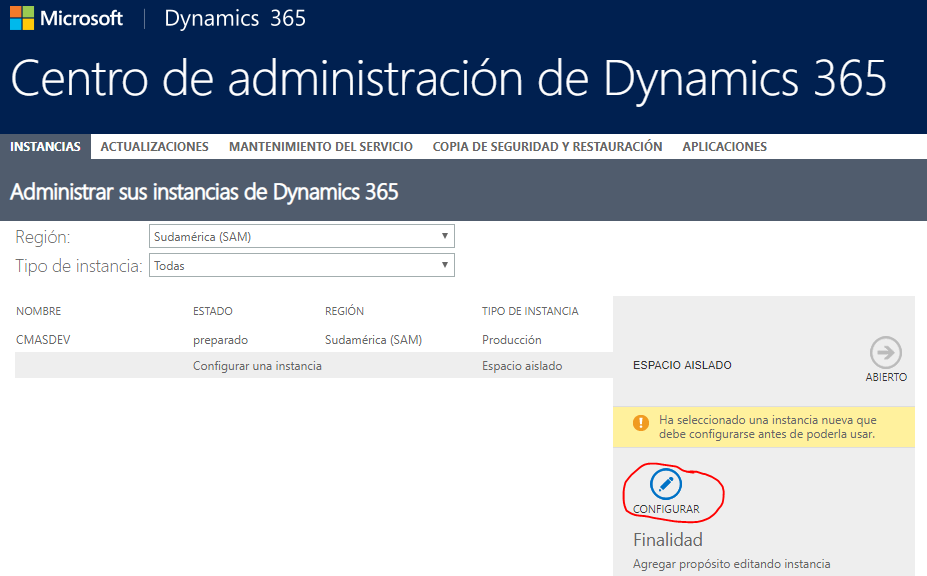 Microsoft | Dynamics 365
Centro de administración de Dynamics 365
INSTANCIAS ACTUALIZACIONES MANTENIMIENTO DEL SERVICIO COPIA DE SEGURIDAD Y RESTAURACIÓN APLICACIONES
Administrar sus instancias de Dynamics 365
Región: Sudamérica (SAM)
Tipo de instancia: Todas
NOMBRE ESTADO REGIÓN TIPO DE INSTANCIA
CMASDEV preparado Sudamérica (SAM) Producción
Configurar una instancia Espacio aislado
ESPACIO AISLADO
ABIERTO
Ha seleccionado una instancia nueva que
debe configurarse antes de poderla usar.
CONFIGURAR
Finalidad
Agregar propósito editando instancia